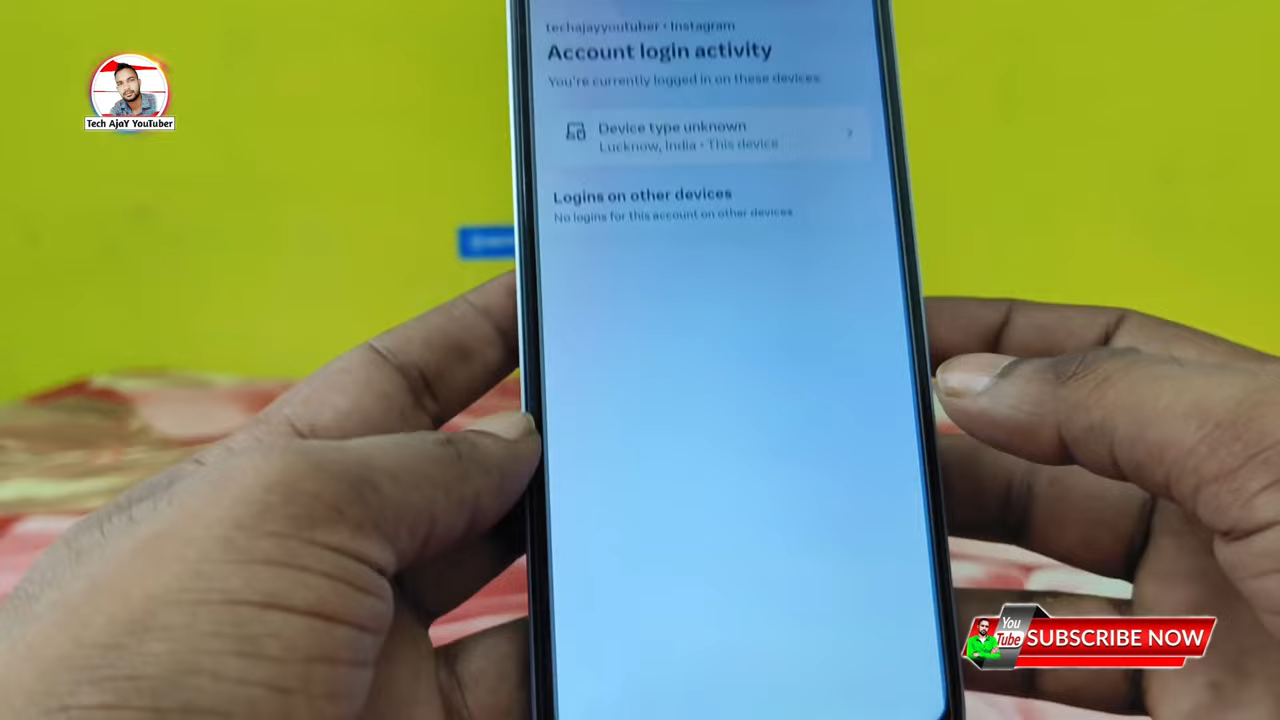 techajayyoutuber • Instagram
Account login activity
You're currently logged in on these devices:
Device type unknown
Lucknow, India • This device
Logins on other devices
No logins for this account on other devices
Tech AjaY YouTuber
You
Tube
SUBSCRIBE NOW